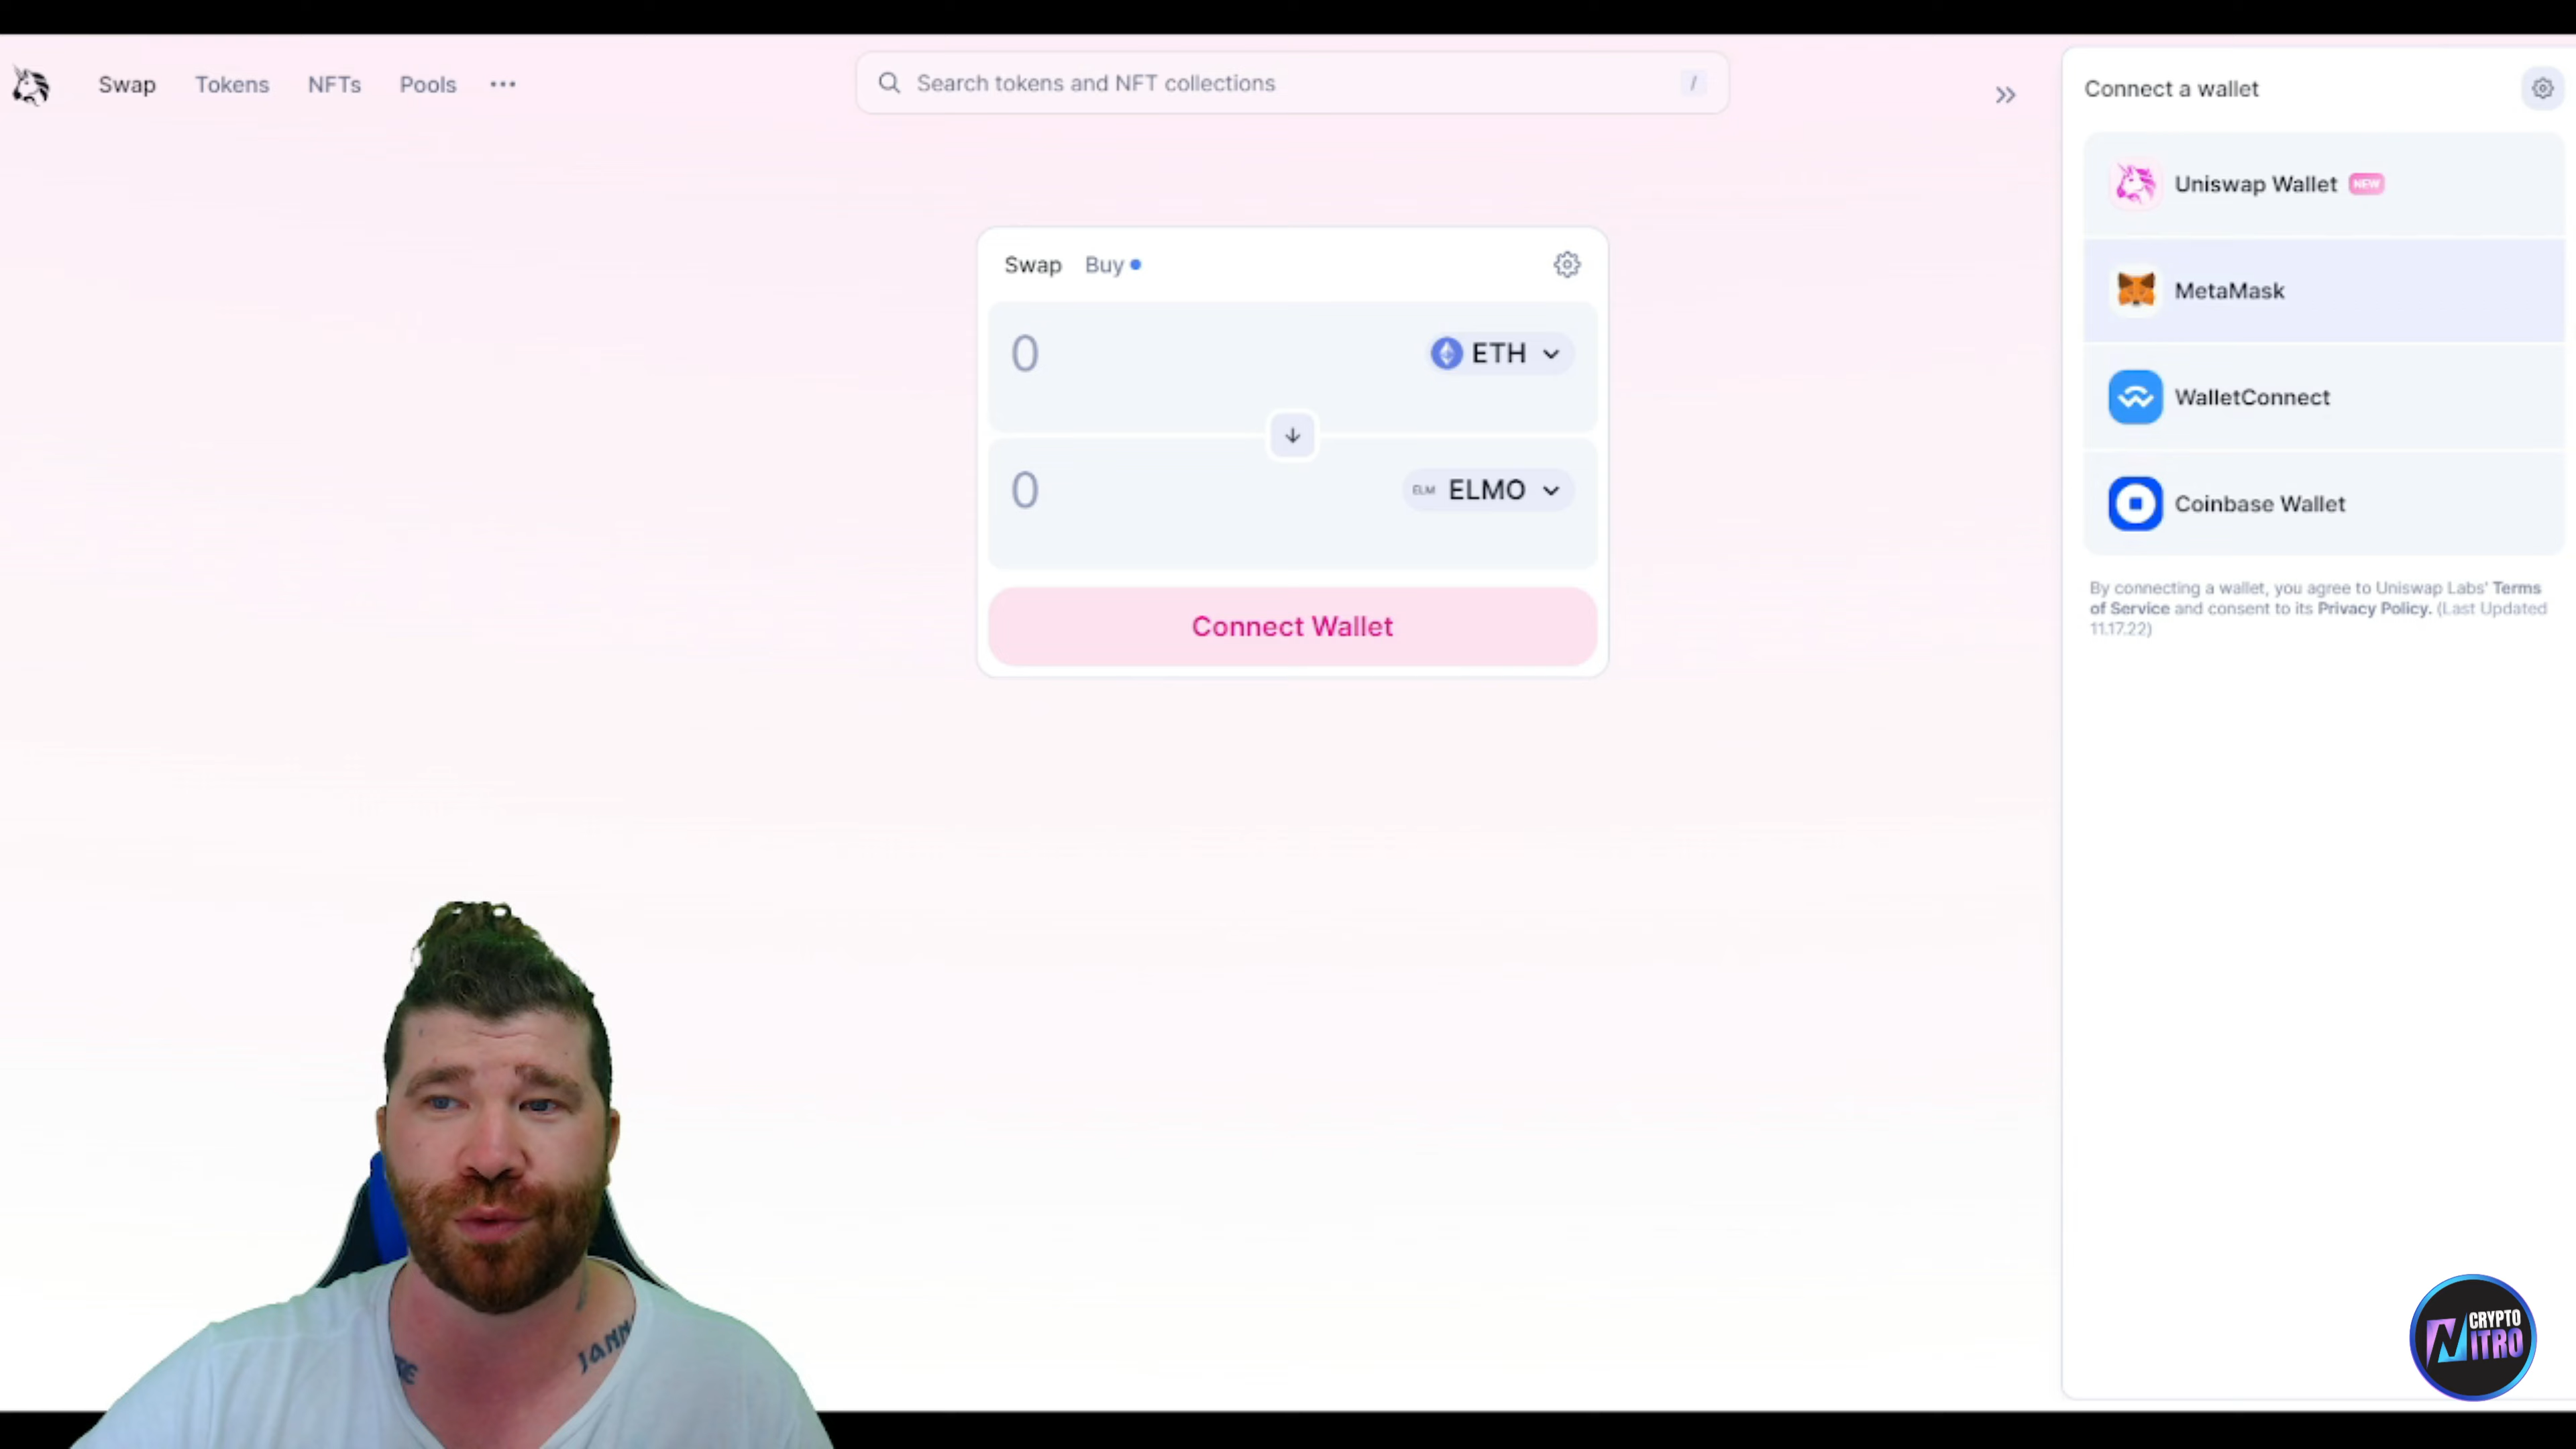 Swap Tokens NFTs Pools
Search tokens and NFT collections /
Connect a wallet
Uniswap Wallet NEW
MetaMask
WalletConnect
Coinbase Wallet
By connecting a wallet, you agree to Uniswap Labs' Terms
of Service and consent to its Privacy Policy. (Last Updated
11.17.22)
Swap Buy
0 ETH
0 ELM ELMO
Connect Wallet
JANN
CRYPTO
NITRO